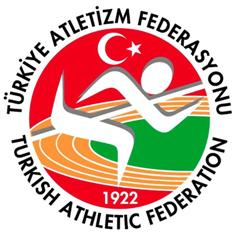 TÜRKİYE ATLETİZM FEDERASYONU
1922
TURKISH ATHLETIC FEDERATION